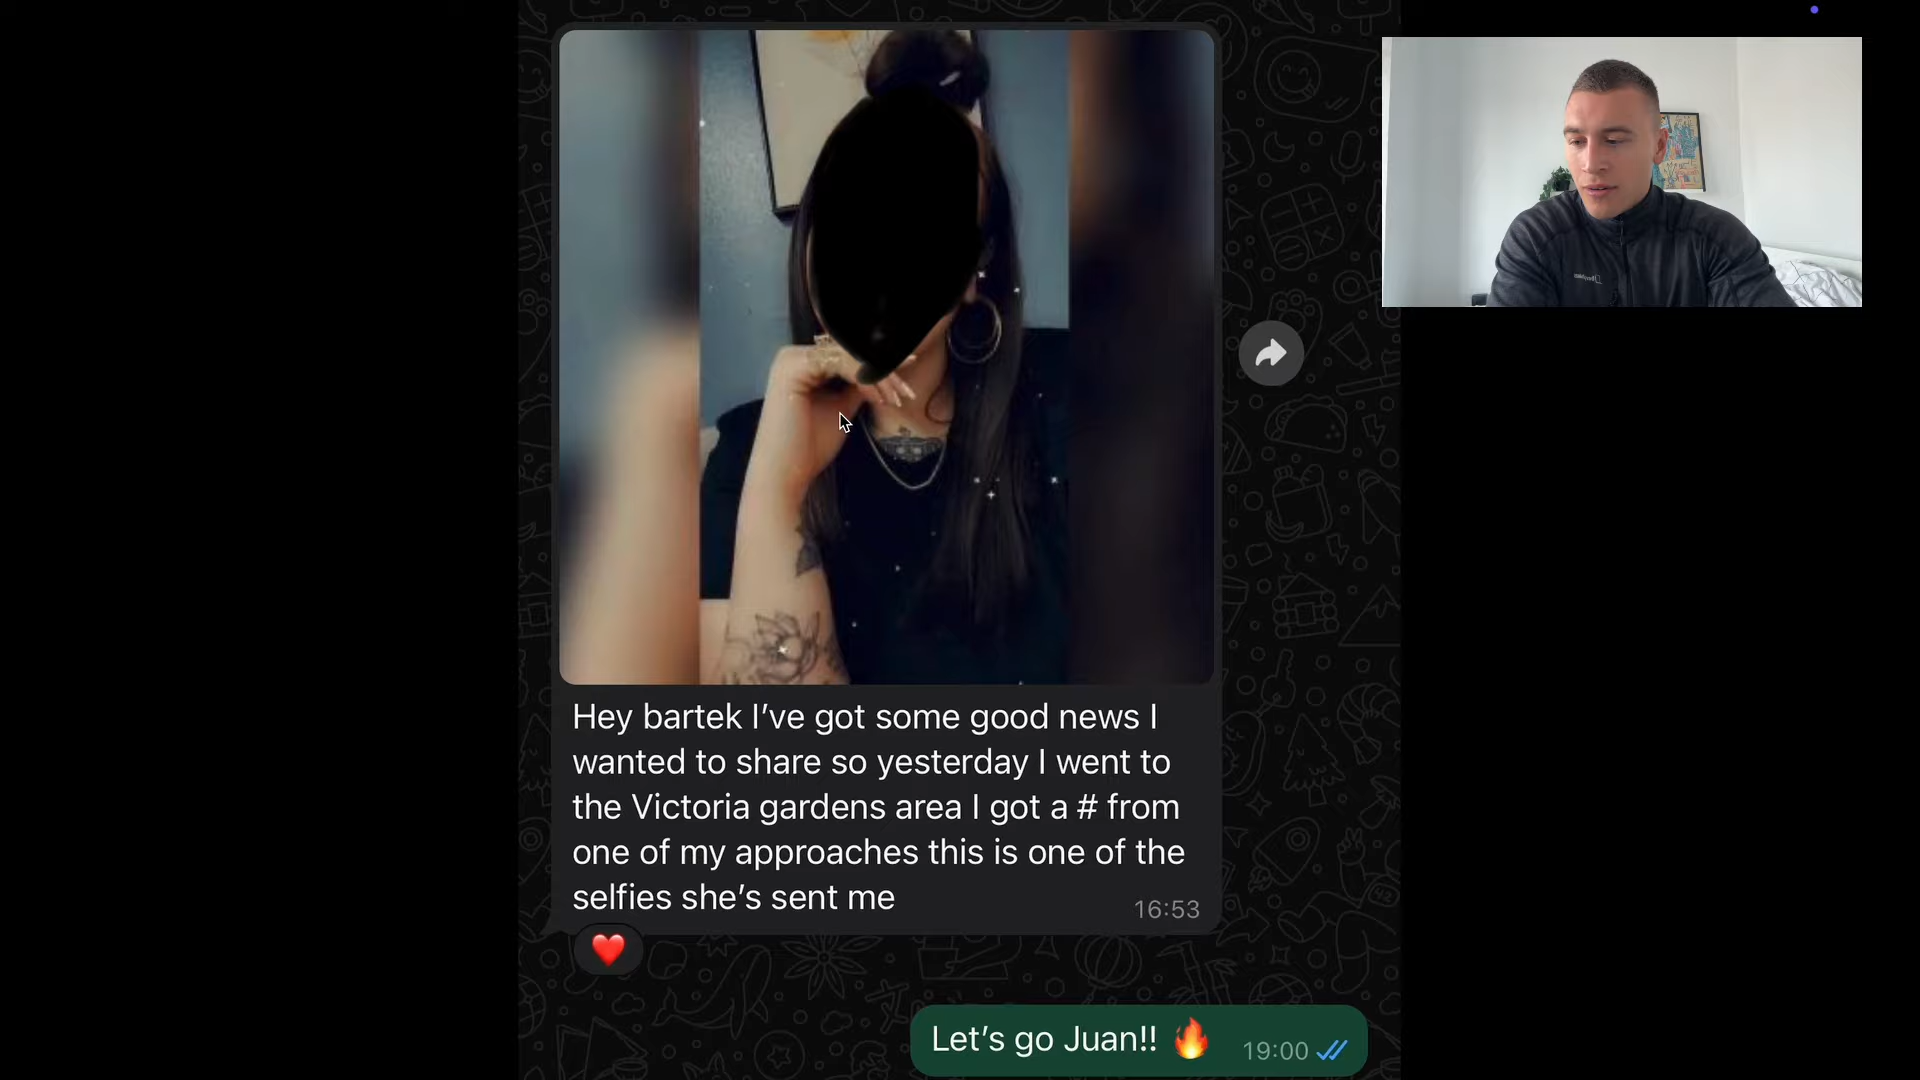 Hey bartek I’ve got some good news I
wanted to share so yesterday I went to
the Victoria gardens area I got a # from
one of my approaches this is one of the
selfies she’s sent me
16:53
Let’s go Juan!!
19:00